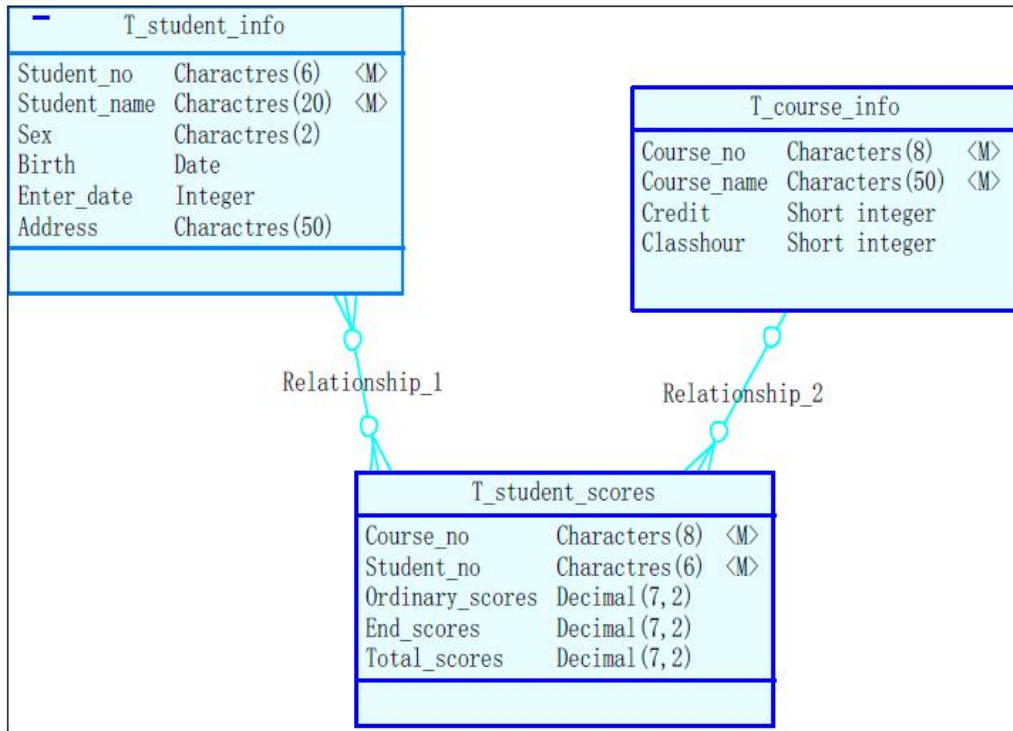 T_student_info
Student_no Charactres(6) <M>
Student_name Charactres(20) <M>
Sex Charactres(2)
Birth Date
Enter_date Integer
Address Charactres(50)
T_course_info
Course_no Characters(8) <M>
Course_name Characters(50) <M>
Credit Short integer
Classhour Short integer
Relationship_1
Relationship_2
T_student_scores
Course_no Characters(8) <M>
Student_no Charactres(6) <M>
Ordinary_scores Decimal(7,2)
End_scores Decimal(7,2)
Total_scores Decimal(7,2)